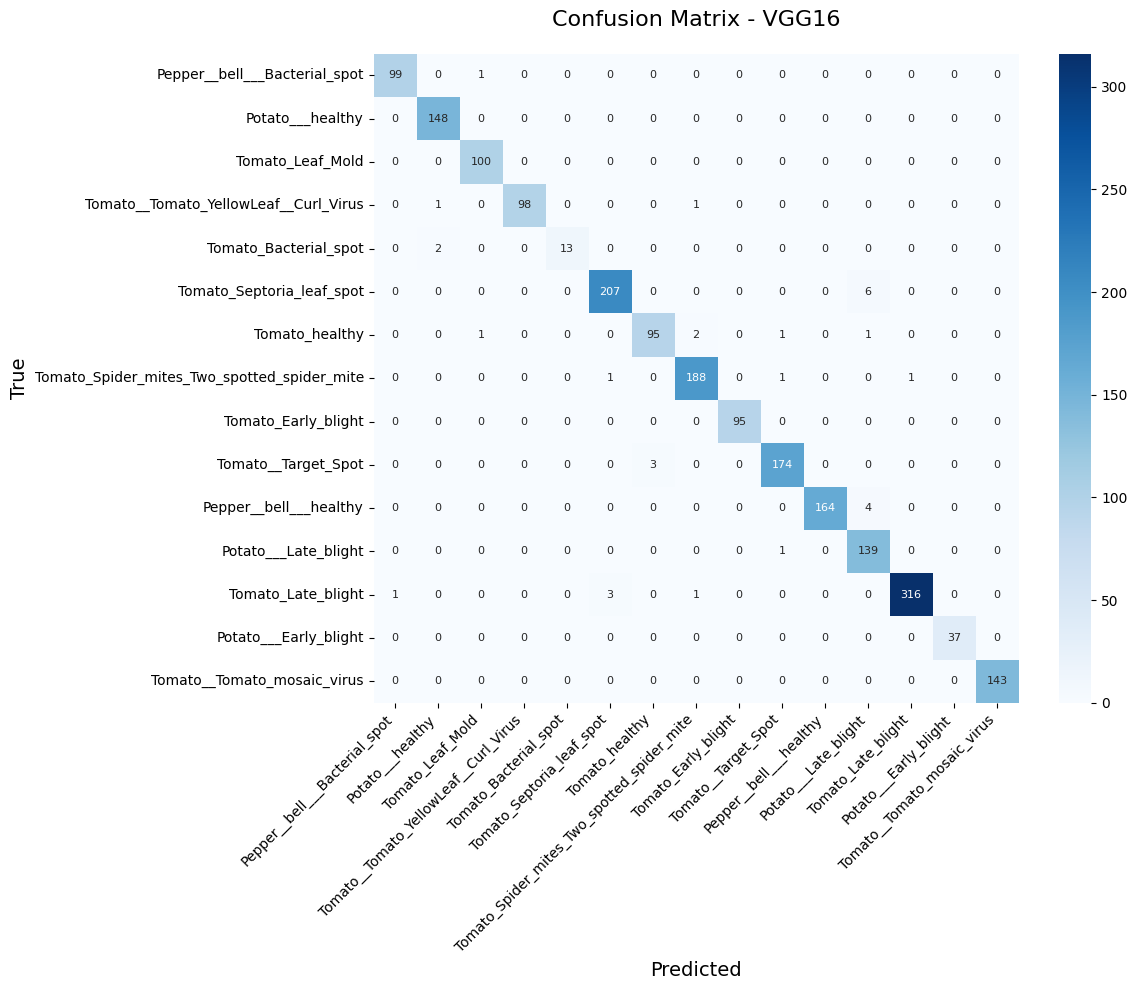 Confusion Matrix - VGG16
True
Pepper__bell___Bacterial_spot 99 0 1 0 0 0 0 0 0 0 0 0 0 0 0
Potato___healthy 0 148 0 0 0 0 0 0 0 0 0 0 0 0 0
Tomato_Leaf_Mold 0 0 100 0 0 0 0 0 0 0 0 0 0 0 0
Tomato__Tomato_YellowLeaf__Curl_Virus 0 1 0 98 0 0 0 1 0 0 0 0 0 0 0
Tomato_Bacterial_spot 0 2 0 0 13 0 0 0 0 0 0 0 0 0 0
Tomato_Septoria_leaf_spot 0 0 0 0 0 207 0 0 0 0 0 6 0 0 0
Tomato_healthy 0 0 1 0 0 0 95 2 0 1 0 1 0 0 0
Tomato_Spider_mites_Two_spotted_spider_mite 0 0 0 0 0 1 0 188 0 1 0 0 1 0 0
Tomato_Early_blight 0 0 0 0 0 0 0 0 95 0 0 0 0 0 0
Tomato__Target_Spot 0 0 0 0 0 0 3 0 0 174 0 0 0 0 0
Pepper__bell___healthy 0 0 0 0 0 0 0 0 0 0 164 4 0 0 0
Potato___Late_blight 0 0 0 0 0 0 0 0 0 1 0 139 0 0 0
Tomato_Late_blight 1 0 0 0 0 3 0 1 0 0 0 0 316 0 0
Potato___Early_blight 0 0 0 0 0 0 0 0 0 0 0 0 0 37 0
Tomato__Tomato_mosaic_virus 0 0 0 0 0 0 0 0 0 0 0 0 0 0 143
Pepper__bell___Bacterial_spot
Potato___healthy
Tomato_Leaf_Mold
Tomato__Tomato_YellowLeaf__Curl_Virus
Tomato_Bacterial_spot
Tomato_Septoria_leaf_spot
Tomato_healthy
Tomato_Spider_mites_Two_spotted_spider_mite
Tomato_Early_blight
Tomato__Target_Spot
Pepper__bell___healthy
Potato___Late_blight
Tomato_Late_blight
Potato___Early_blight
Tomato__Tomato_mosaic_virus
Predicted
300
250
200
150
100
50
0